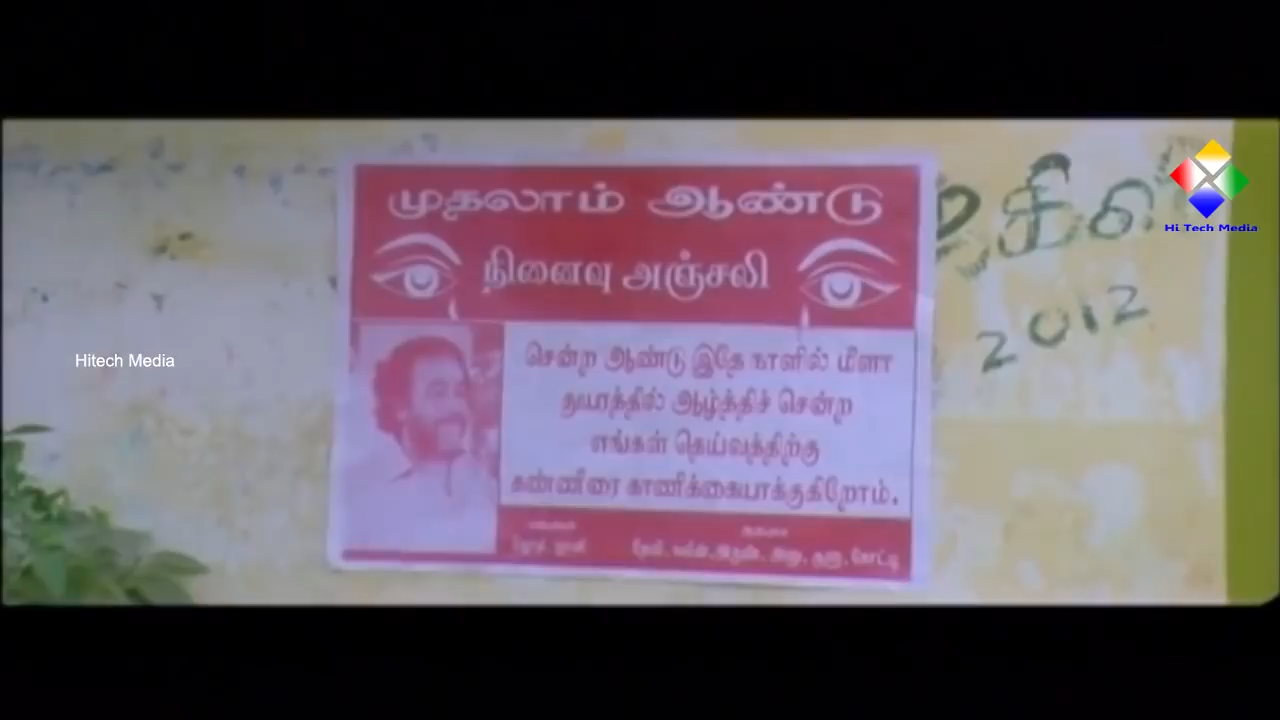 முதலாம் ஆண்டு
நினைவு அஞ்சலி
சென்ற ஆண்டு இதே நாளில் மீளா
துயரத்தில் ஆழ்த்திச் சென்ற
எங்கள் தெய்வத்திற்கு
கண்ணீரை காணிக்கையாக்குகிறோம்.
2012
Hi Tech Media
Hitech Media